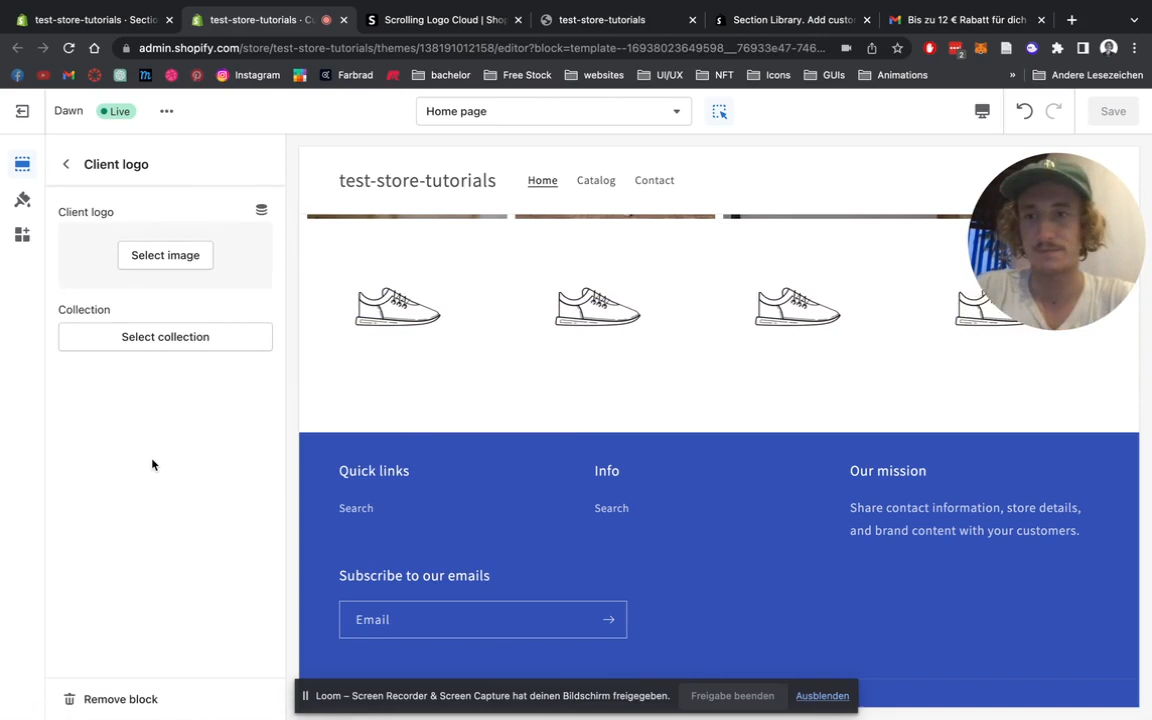 test-store-tutorials · Sectio
test-store-tutorials · Cu
Scrolling Logo Cloud | Shop
test-store-tutorials
Section Library. Add custo
Bis zu 12 € Rabatt für dich
admin.shopify.com/store/test-store-tutorials/themes/138191012158/editor?block=template--16938023649598__76933e47-746...
2
Instagram
Farbrad
bachelor
Free Stock
websites
UI/UX
NFT
Icons
GUIs
Animations
»
Andere Lesezeichen
Dawn
Live
Home page
Save
Client logo
Client logo
Select image
Collection
Select collection
Remove block
test-store-tutorials
Home
Catalog
Contact
Quick links
Info
Our mission
Search
Search
Share contact information, store details,
and brand content with your customers.
Subscribe to our emails
Email
Loom – Screen Recorder & Screen Capture hat deinen Bildschirm freigegeben.
Freigabe beenden
Ausblenden